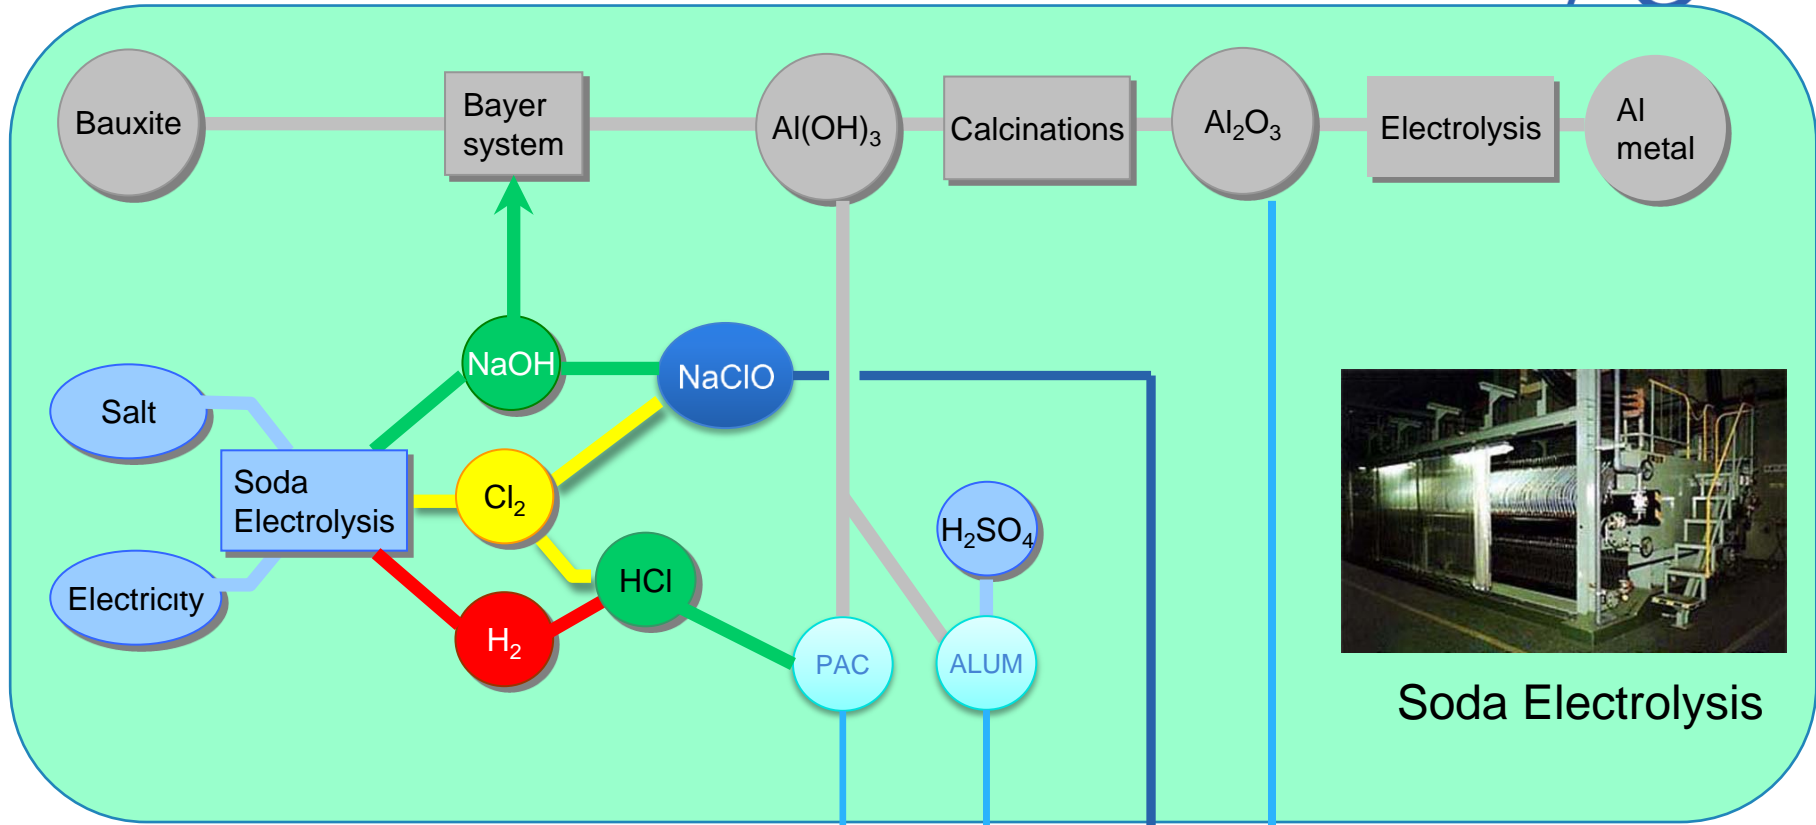 Bauxite
Bayer
system
Al(OH)₃
Calcinations
Al₂O₃
Electrolysis
Al
metal
NaOH
NaClO
Salt
Soda
Electrolysis
Cl₂
H₂SO₄
Electricity
HCl
H₂
PAC
ALUM
Soda Electrolysis